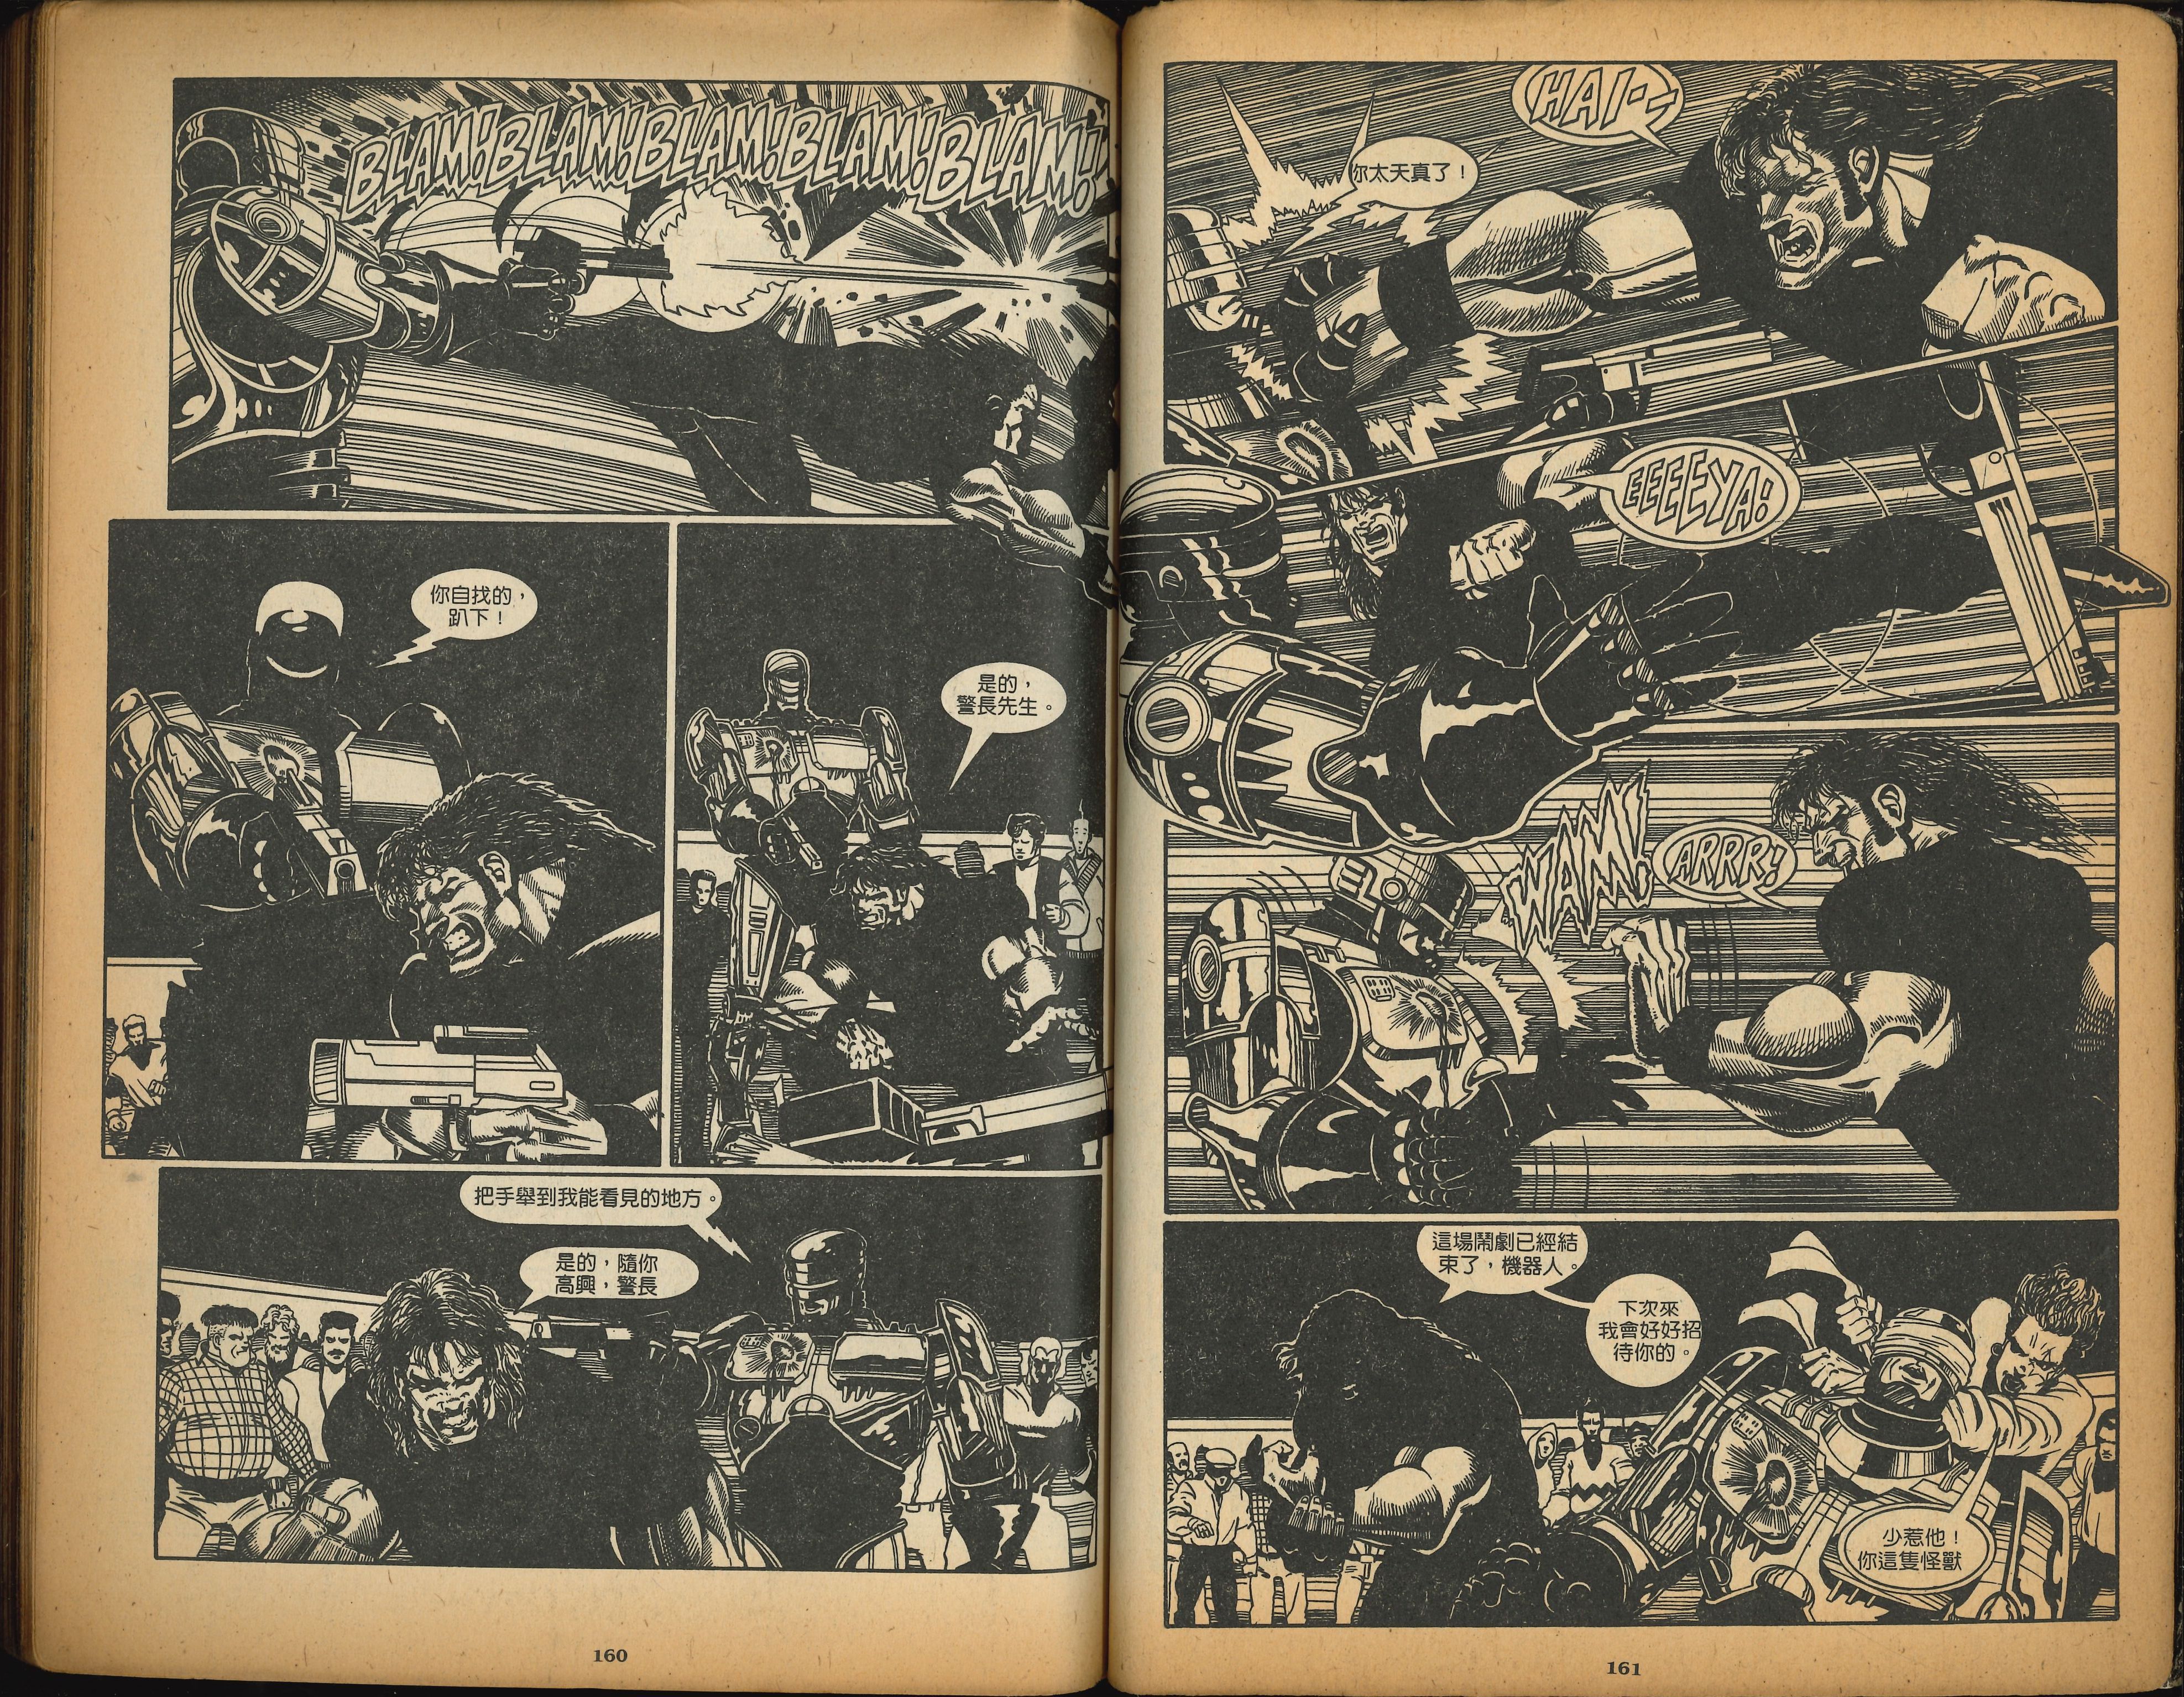 BLAM! BLAM! BLAM! BLAM! BLAM!
你自找的，
趴下！
是的，
警長先生。
把手舉到我能看見的地方。
是的，隨你
高興，警長
160
HAI-
你太天真了！
EEEEYA!
WAM!
ARRR!
這場鬧劇已經結
束了，機器人。
下次來
我會好好招
待你的。
少惹他！
你這隻怪獸
161